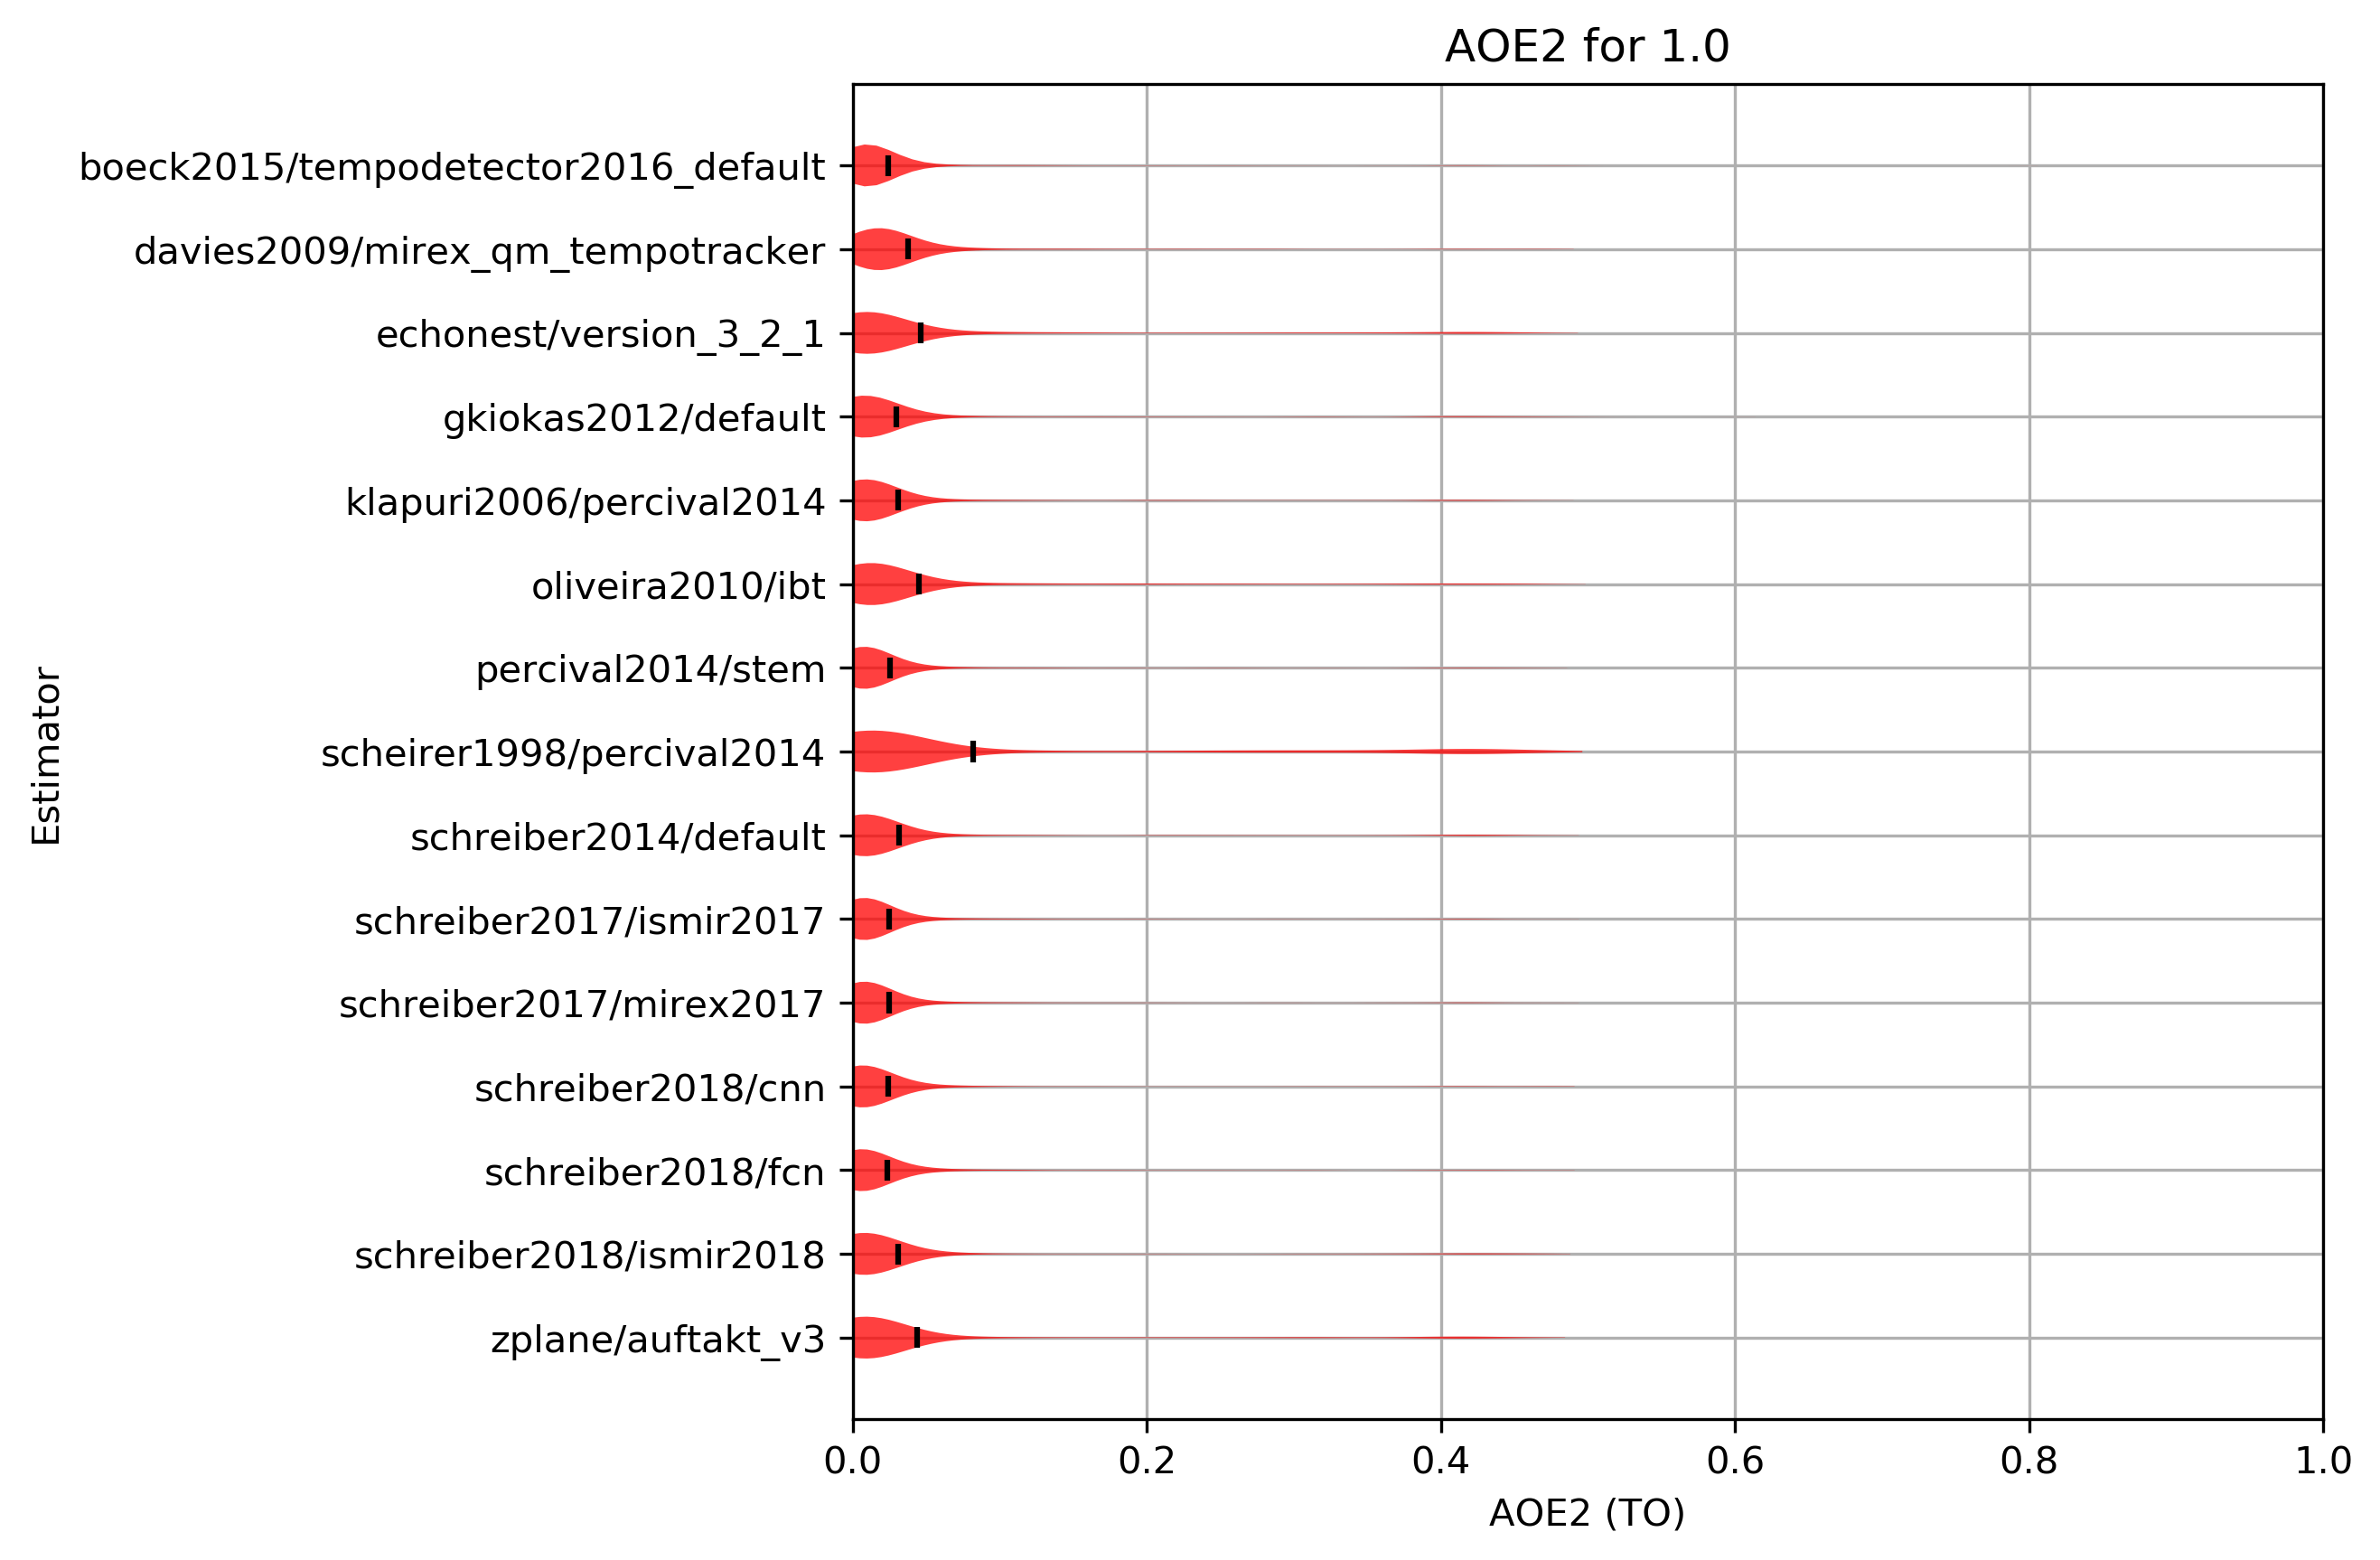 AOE2 for 1.0
boeck2015/tempodetector2016_default
davies2009/mirex_qm_tempotracker
echonest/version_3_2_1
gkiokas2012/default
klapuri2006/percival2014
oliveira2010/ibt
percival2014/stem
scheirer1998/percival2014
schreiber2014/default
schreiber2017/ismir2017
schreiber2017/mirex2017
schreiber2018/cnn
schreiber2018/fcn
schreiber2018/ismir2018
zplane/auftakt_v3
Estimator
0.0 0.2 0.4 0.6 0.8 1.0
AOE2 (TO)